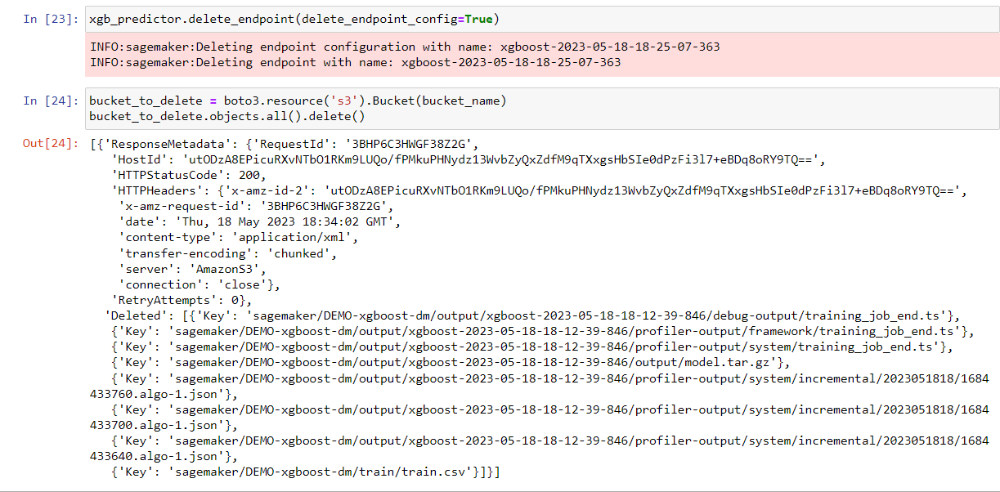 In [23]: xgb_predictor.delete_endpoint(delete_endpoint_config=True)
INFO:sagemaker:Deleting endpoint configuration with name: xgboost-2023-05-18-18-25-07-363
INFO:sagemaker:Deleting endpoint with name: xgboost-2023-05-18-18-25-07-363
In [24]: bucket_to_delete = boto3.resource('s3').Bucket(bucket_name)
bucket_to_delete.objects.all().delete()
Out[24]: [{'ResponseMetadata': {'RequestId': '3BHP6C3HWGF38Z2G',
'HostId': 'utODzA8EPicuRXvNTbO1RKm9LUQo/fPMkuPHNydz13WvbZyQxZdfM9qTXxgsHbSIe0dPzFi3l7+eBDq8oRY9TQ==',
'HTTPStatusCode': 200,
'HTTPHeaders': {'x-amz-id-2': 'utODzA8EPicuRXvNTbO1RKm9LUQo/fPMkuPHNydz13WvbZyQxZdfM9qTXxgsHbSIe0dPzFi3l7+eBDq8oRY9TQ==',
'x-amz-request-id': '3BHP6C3HWGF38Z2G',
'date': 'Thu, 18 May 2023 18:34:02 GMT',
'content-type': 'application/xml',
'transfer-encoding': 'chunked',
'server': 'AmazonS3',
'connection': 'close'},
'RetryAttempts': 0},
'Deleted': [{'Key': 'sagemaker/DEMO-xgboost-dm/output/xgboost-2023-05-18-18-12-39-846/debug-output/training_job_end.ts'},
{'Key': 'sagemaker/DEMO-xgboost-dm/output/xgboost-2023-05-18-18-12-39-846/profiler-output/framework/training_job_end.ts'},
{'Key': 'sagemaker/DEMO-xgboost-dm/output/xgboost-2023-05-18-18-12-39-846/profiler-output/system/training_job_end.ts'},
{'Key': 'sagemaker/DEMO-xgboost-dm/output/xgboost-2023-05-18-18-12-39-846/output/model.tar.gz'},
{'Key': 'sagemaker/DEMO-xgboost-dm/output/xgboost-2023-05-18-18-12-39-846/profiler-output/system/incremental/2023051818/1684
433760.algo-1.json'},
{'Key': 'sagemaker/DEMO-xgboost-dm/output/xgboost-2023-05-18-18-12-39-846/profiler-output/system/incremental/2023051818/1684
433700.algo-1.json'},
{'Key': 'sagemaker/DEMO-xgboost-dm/output/xgboost-2023-05-18-18-12-39-846/profiler-output/system/incremental/2023051818/1684
433640.algo-1.json'},
{'Key': 'sagemaker/DEMO-xgboost-dm/train/train.csv'}]}]